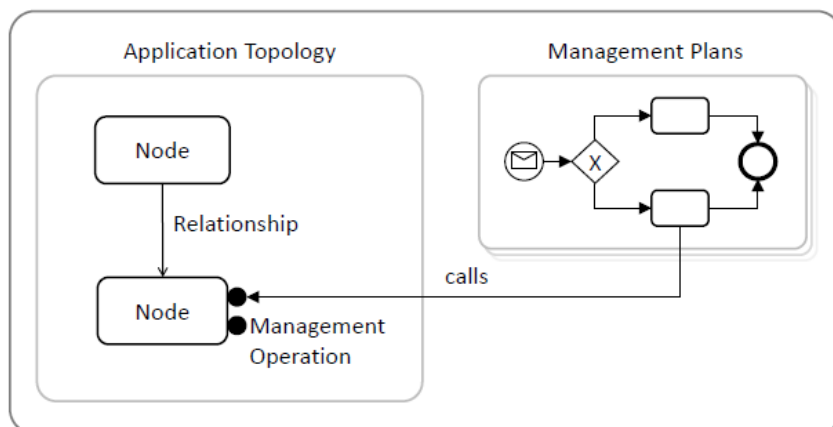 Application Topology
Management Plans
Node
X
Relationship
calls
Node
Management
Operation